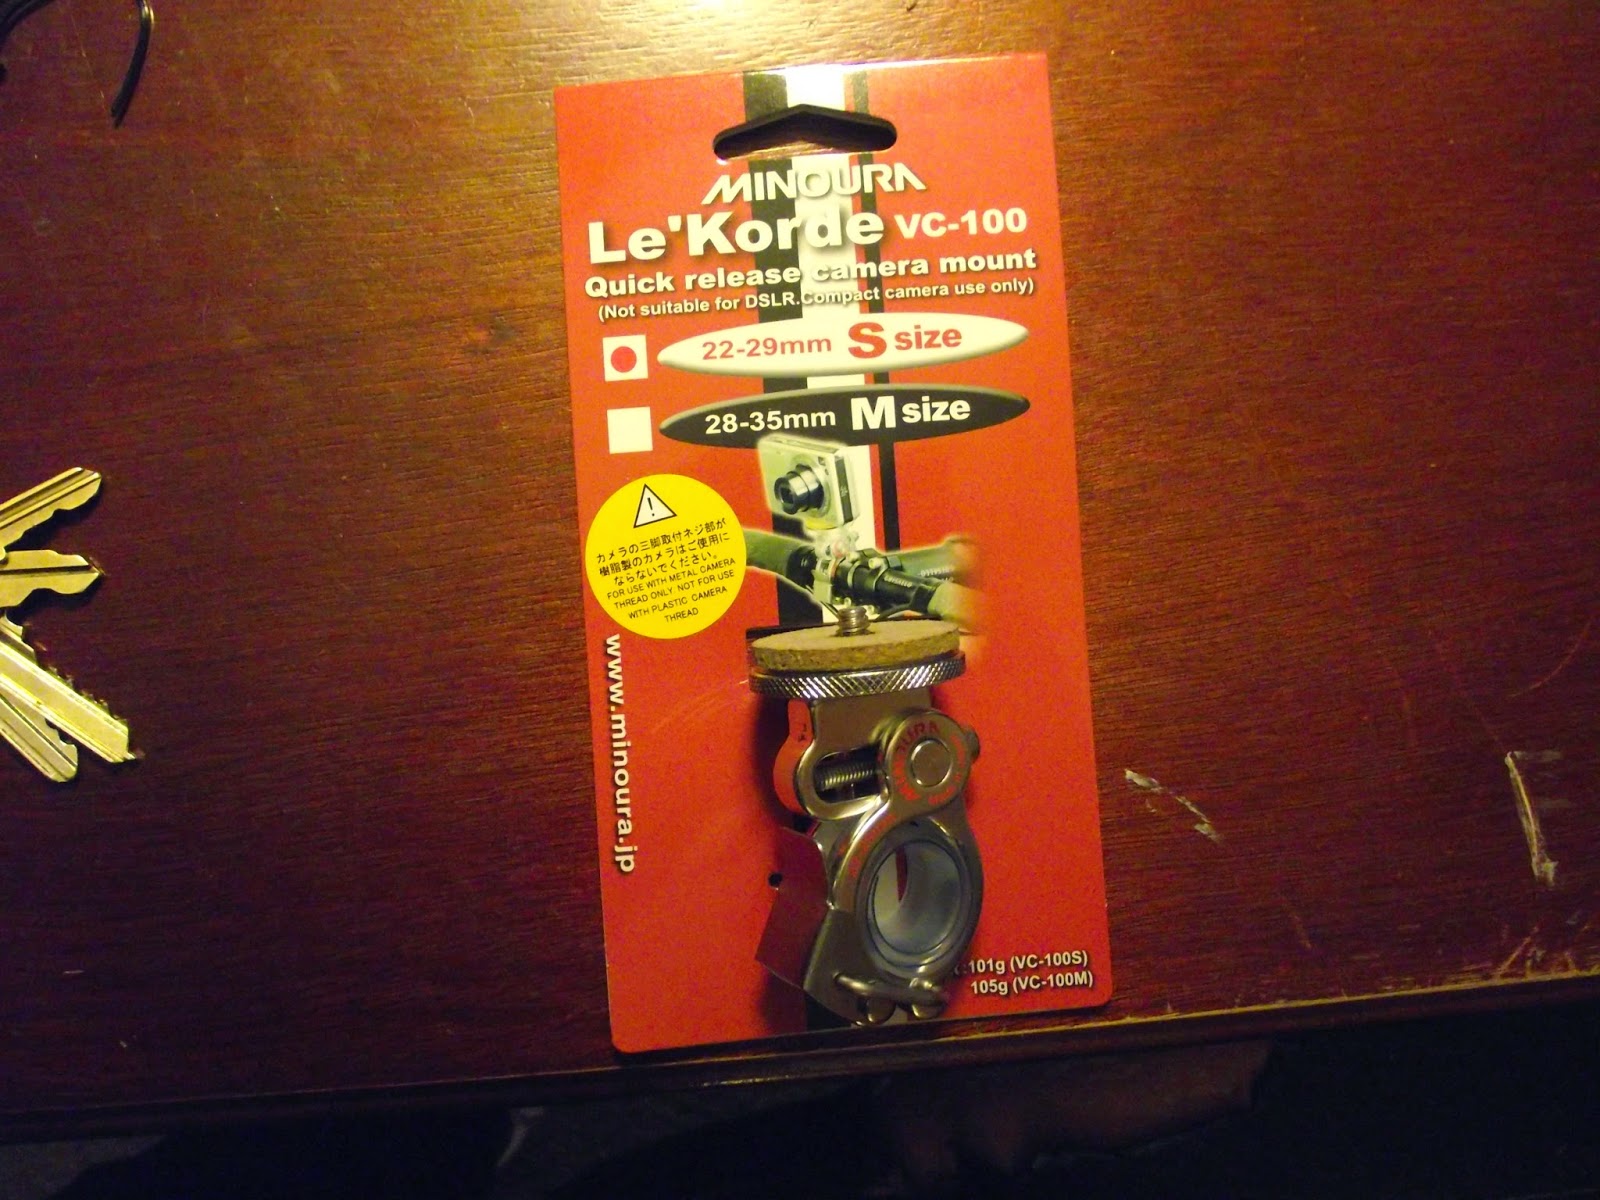 MINOURA
Le'Korde VC-100
Quick release camera mount
(Not suitable for DSLR.Compact camera use only)
22-29mm S size
28-35mm M size
カメラの三脚取付ネジ部が
樹脂製のカメラはご使用に
ならないでください。
FOR USE WITH METAL CAMERA
THREAD ONLY NOT FOR USE
WITH PLASTIC CAMERA
THREAD
www.minoura.jp
MINOURA
:101g (VC-100S)
105g (VC-100M)